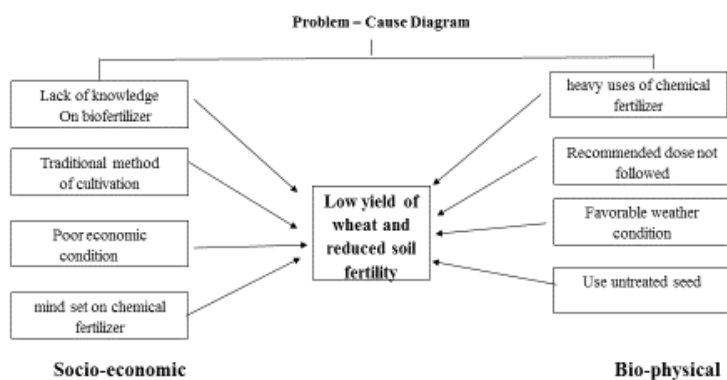 Problem – Cause Diagram
Lack of knowledge
On biofertilizer
Traditional method
of cultivation
Poor economic
condition
mind set on chemical
fertilizer
Low yield of
wheat and
reduced soil
fertility
heavy uses of chemical
fertilizer
Recommended dose not
followed
Favorable weather
condition
Use untreated seed
Socio-economic
Bio-physical